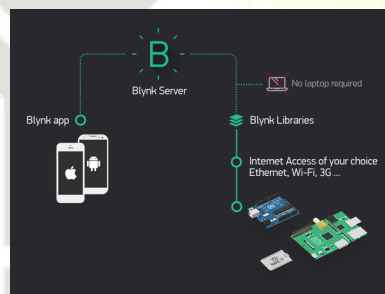 B
Blynk Server
No laptop required
Blynk app
Blynk Libraries
Internet Access of your choice
Ethernet, Wi-Fi, 3G ...